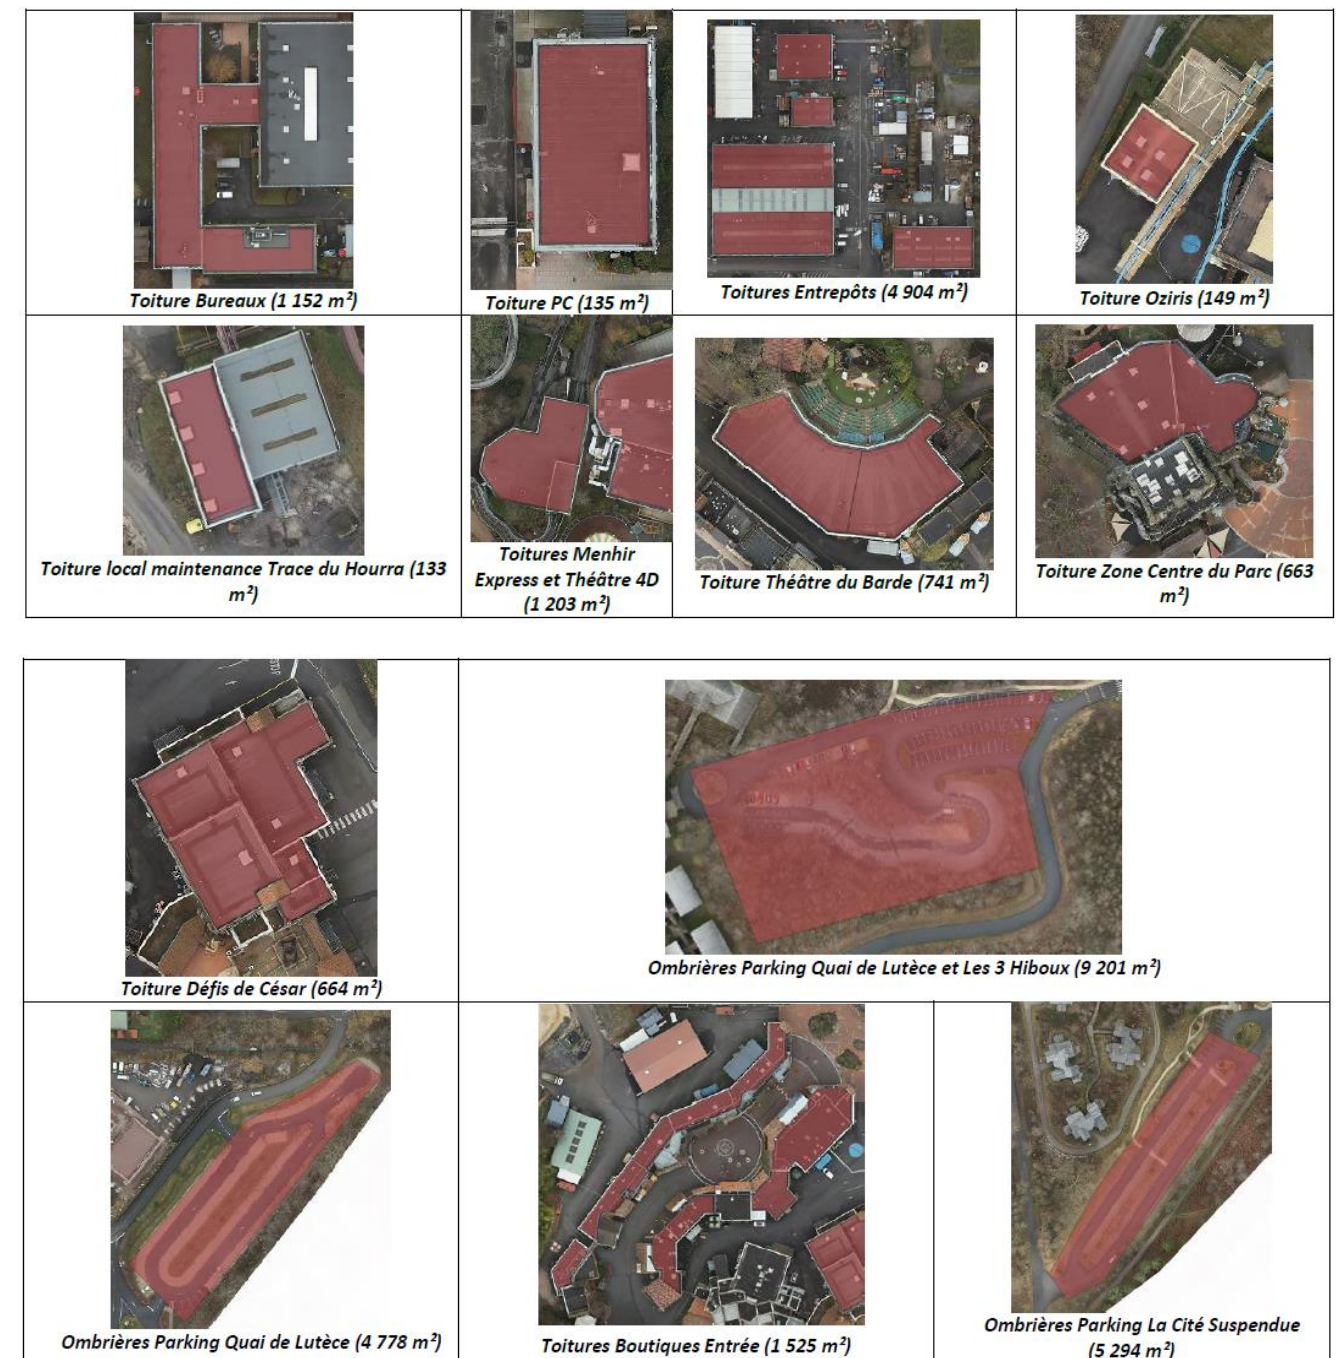 Toiture Bureaux (1 152 m²)
Toiture PC (135 m²)
Toitures Entrepôts (4 904 m²)
Toiture Oziris (149 m²)
Toiture local maintenance Trace du Hourra (133
m²)
Toitures Menhir
Express et Théâtre 4D
(1 203 m²)
Toiture Théâtre du Barde (741 m²)
Toiture Zone Centre du Parc (663
m²)
Toiture Défis de César (664 m²)
Ombrières Parking Quai de Lutèce et Les 3 Hiboux (9 201 m²)
Ombrières Parking Quai de Lutèce (4 778 m²)
Toitures Boutiques Entrée (1 525 m²)
Ombrières Parking La Cité Suspendue
(5 294 m²)